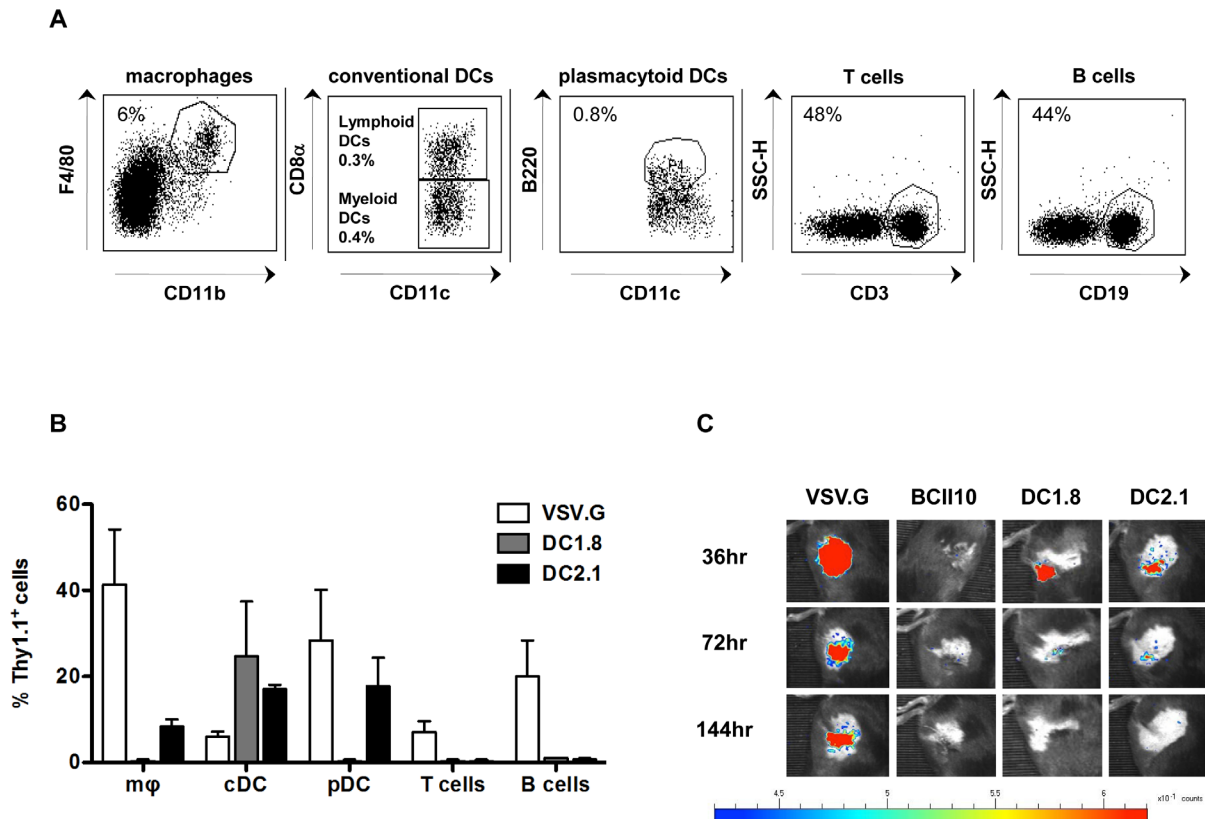 A
macrophages
conventional DCs
plasmacytoid DCs
T cells
B cells
6%
F4/80
CD11b
Lymphoid
DCs
0.3%
Myeloid
DCs
0.4%
CD8α
CD11c
0.8%
P1
B220
CD11c
48%
SSC-H
CD3
44%
SSC-H
CD19
B
% Thy1.1+ cells
60
40
20
0
VSV.G
DC1.8
DC2.1
mφ
cDC
pDC
T cells
B cells
C
VSV.G
BCII10
DC1.8
DC2.1
36hr
72hr
144hr
4.5
5
5.5
6
x10⁻¹ counts